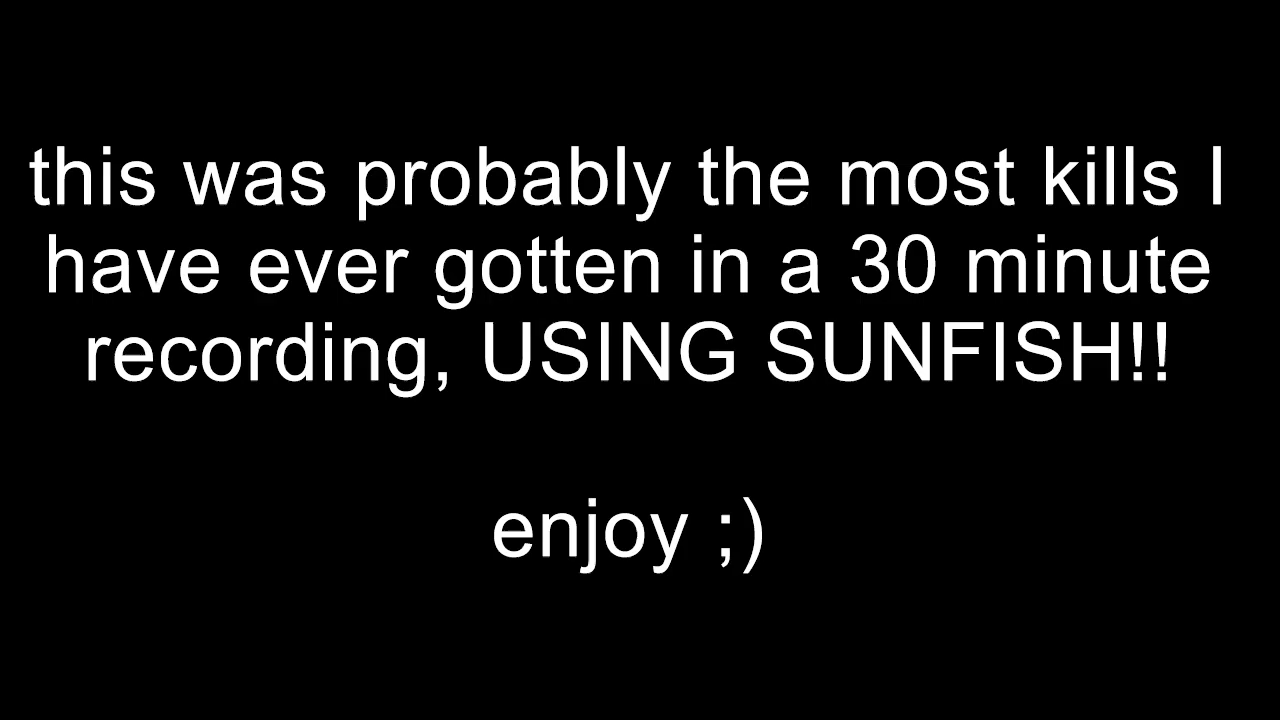 this was probably the most kills I
have ever gotten in a 30 minute
recording, USING SUNFISH!!
enjoy ;)